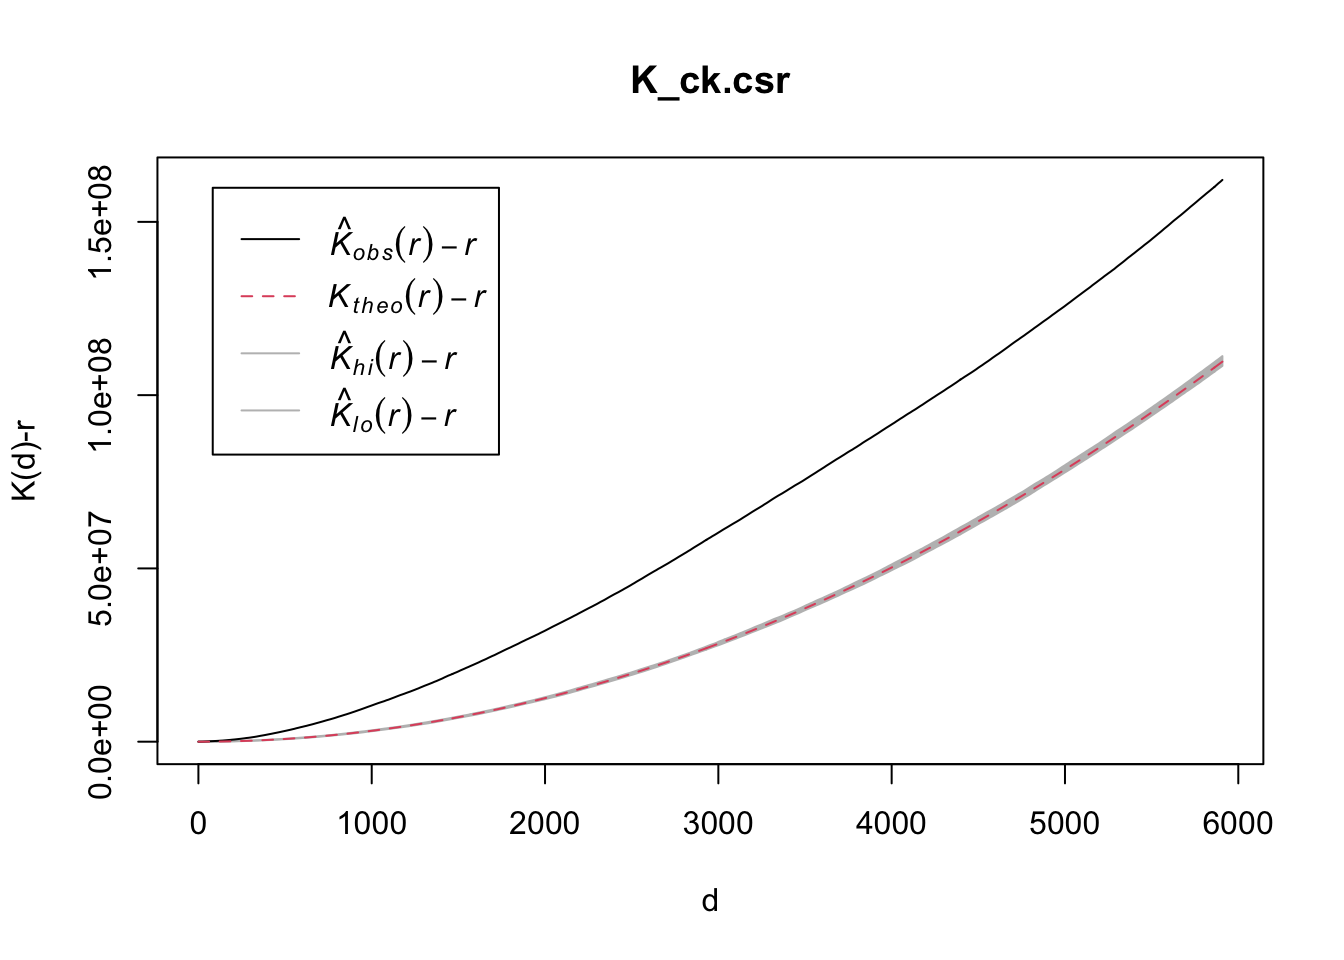 K_ck.csr
K(d)-r
1.5e+08
1.0e+08
5.0e+07
0.0e+00
K̂obs(r) − r
Ktheo(r) − r
K̂hi(r) − r
K̂lo(r) − r
0 1000 2000 3000 4000 5000 6000
d